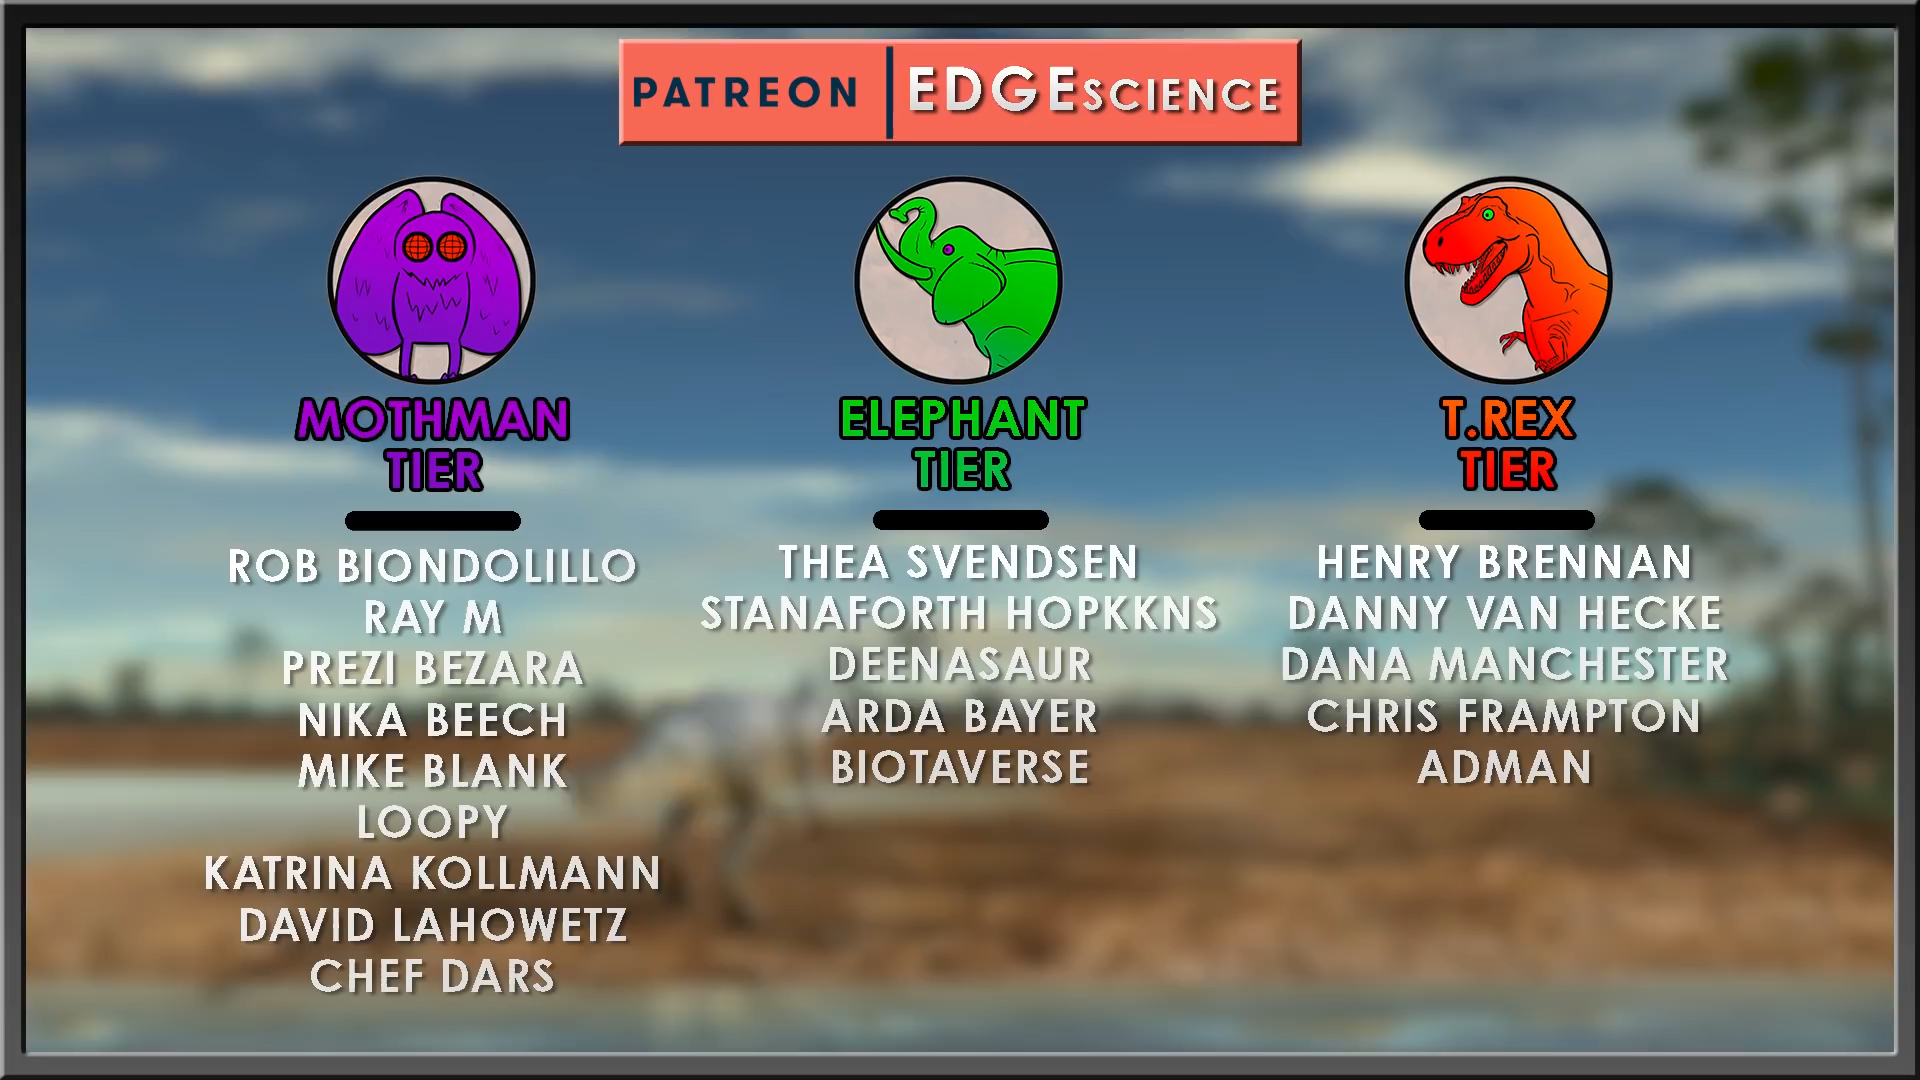 PATREON | EDGESCIENCE
MOTHMAN
TIER
ROB BIONDOLILLO
RAY M
PREZI BEZARA
NIKA BEECH
MIKE BLANK
LOOPY
KATRINA KOLLMANN
DAVID LAHOWETZ
CHEF DARS
ELEPHANT
TIER
THEA SVENDSEN
STANAFORTH HOPKKNS
DEENASAUR
ARDA BAYER
BIOTAVERSE
T.REX
TIER
HENRY BRENNAN
DANNY VAN HECKE
DANA MANCHESTER
CHRIS FRAMPTON
ADMAN